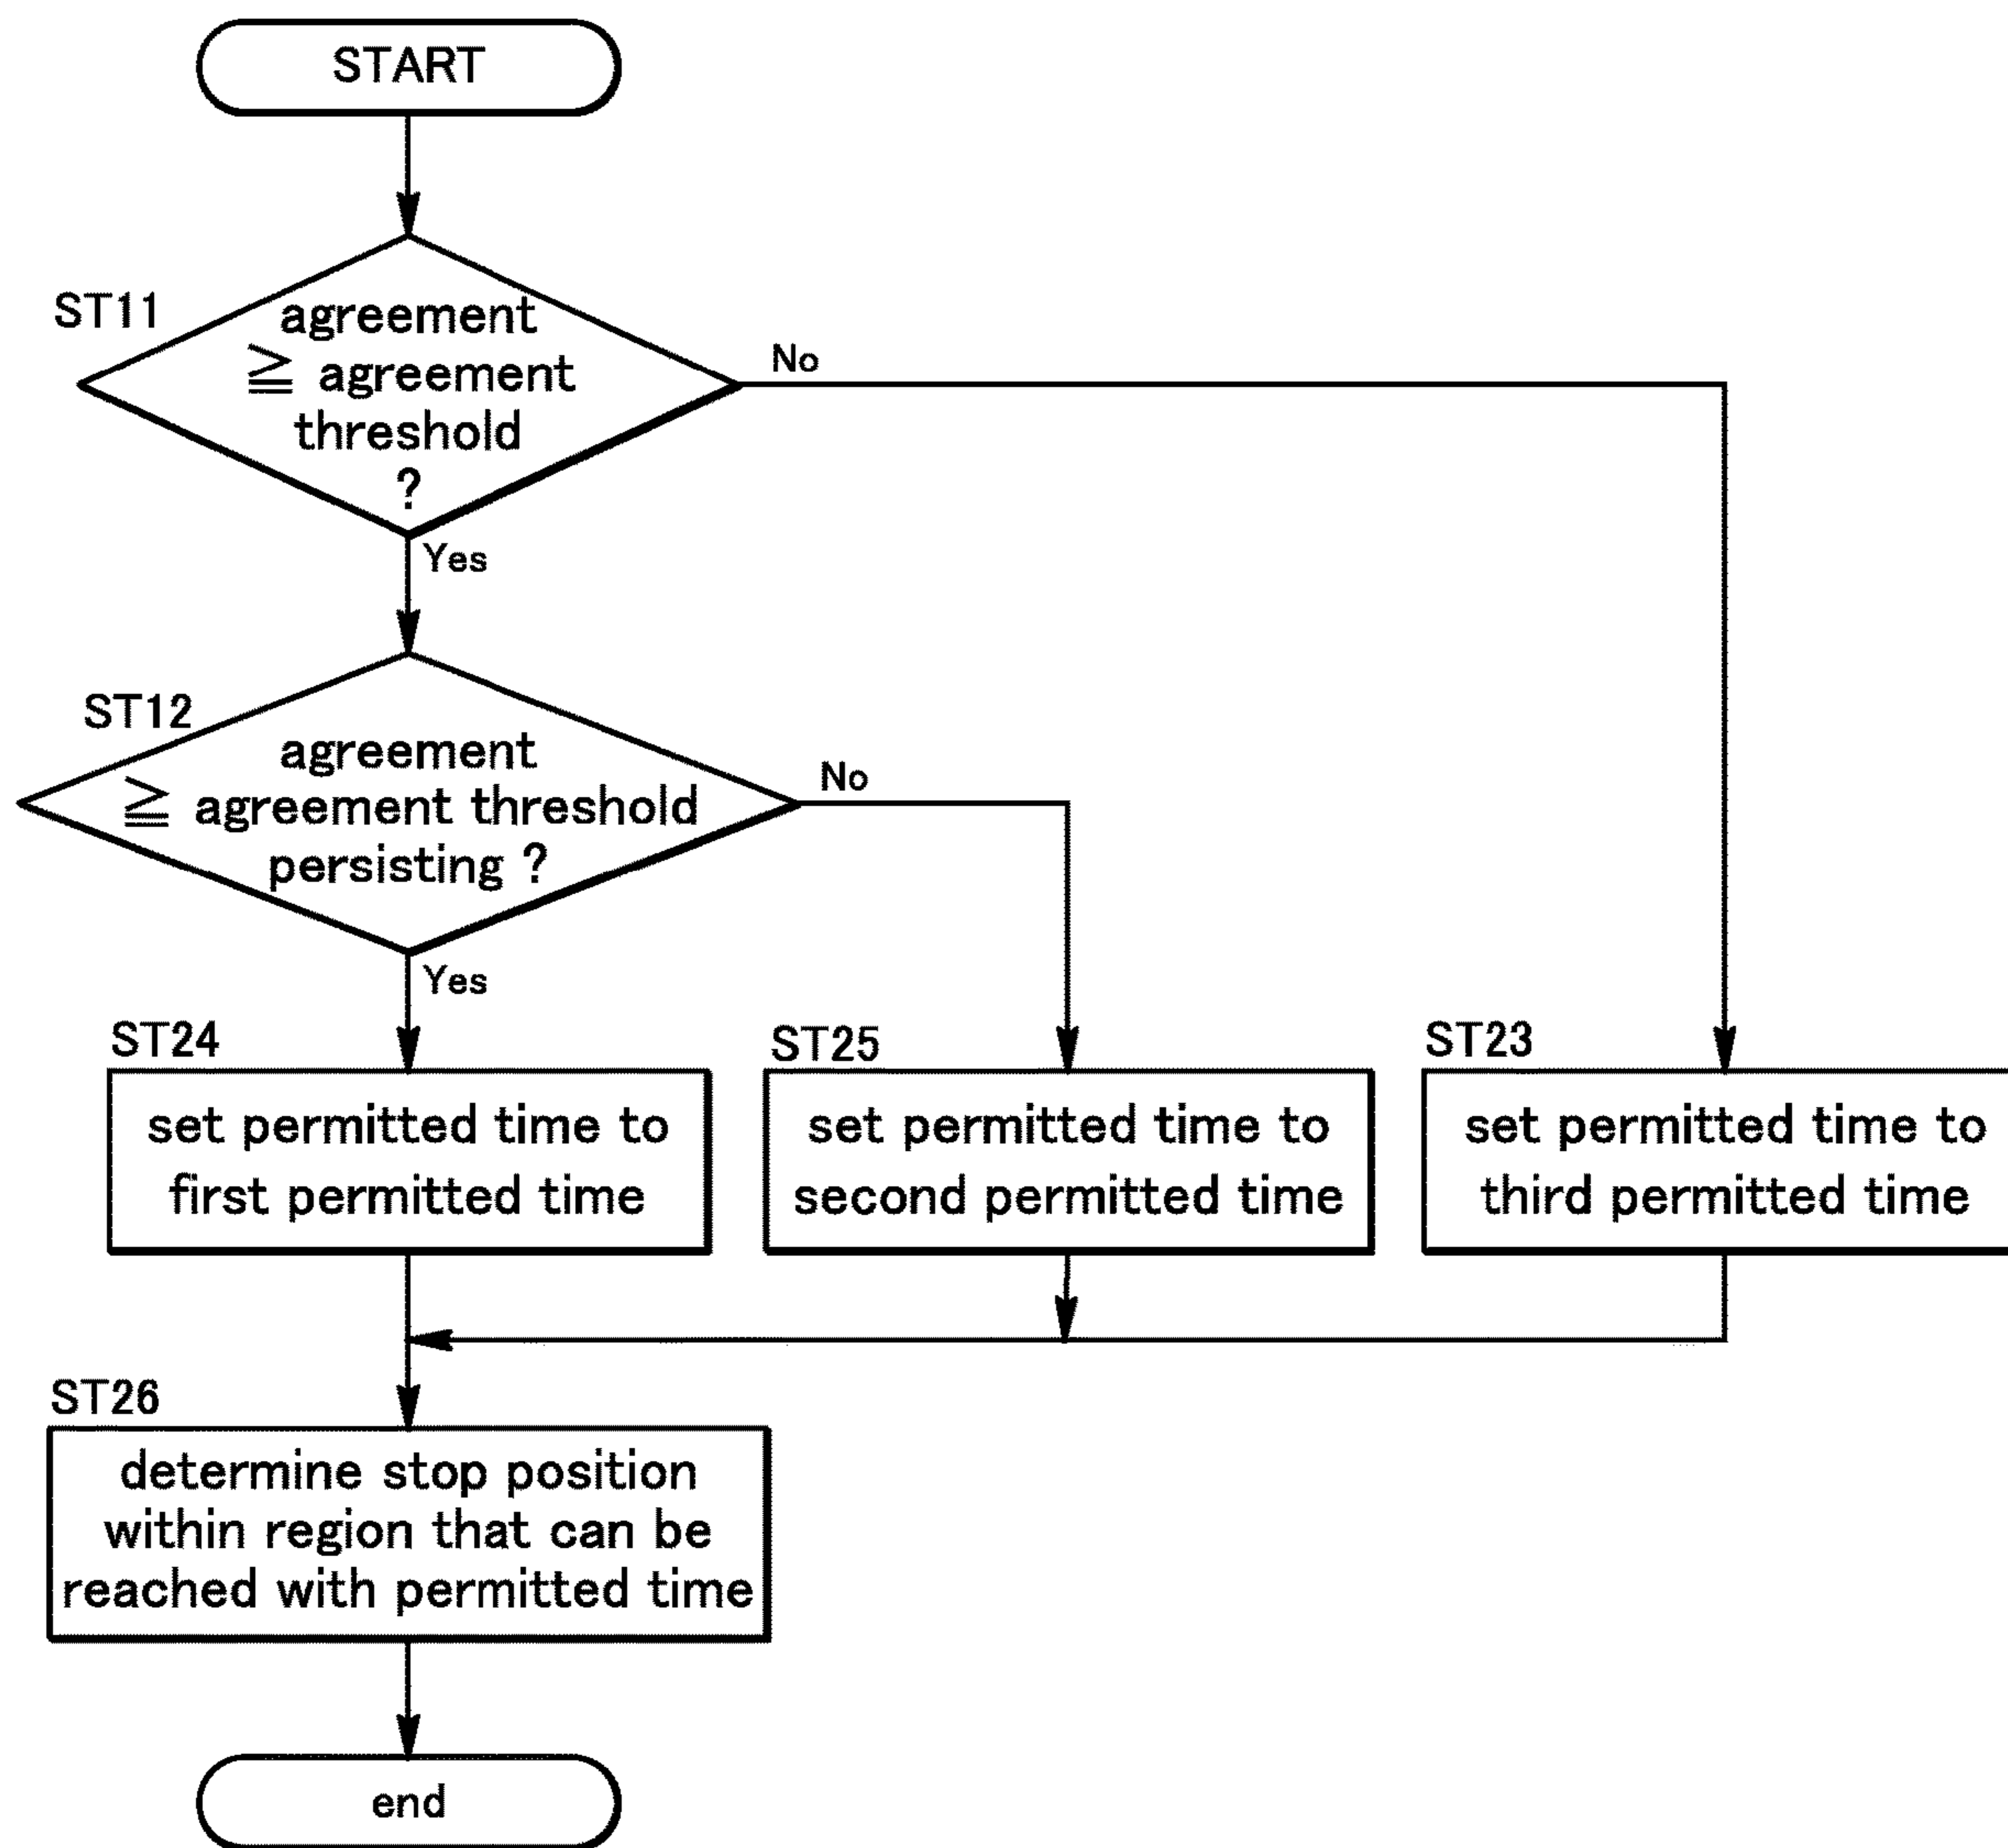 START
ST11
agreement
≧ agreement
threshold
?
No
Yes
ST12
agreement
≧ agreement threshold
persisting ?
No
Yes
ST24
set permitted time to
first permitted time
ST25
set permitted time to
second permitted time
ST23
set permitted time to
third permitted time
ST26
determine stop position
within region that can be
reached with permitted time
end